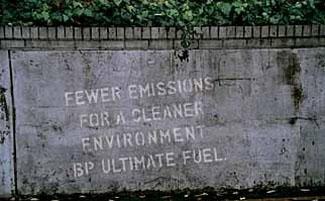 FEWER EMISSIONS
FOR A CLEANER
ENVIRONMENT
BP ULTIMATE FUEL.